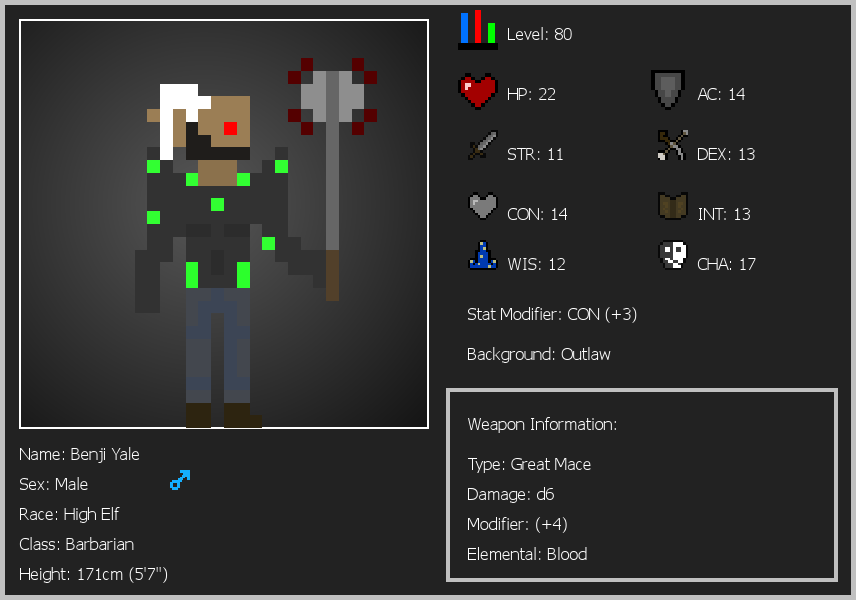 Level: 80
HP: 22
AC: 14
STR: 11
DEX: 13
CON: 14
INT: 13
WIS: 12
CHA: 17
Stat Modifier: CON (+3)
Background: Outlaw
Weapon Information:
Type: Great Mace
Damage: d6
Modifier: (+4)
Elemental: Blood
Name: Benji Yale
Sex: Male
Race: High Elf
Class: Barbarian
Height: 171cm (5'7")